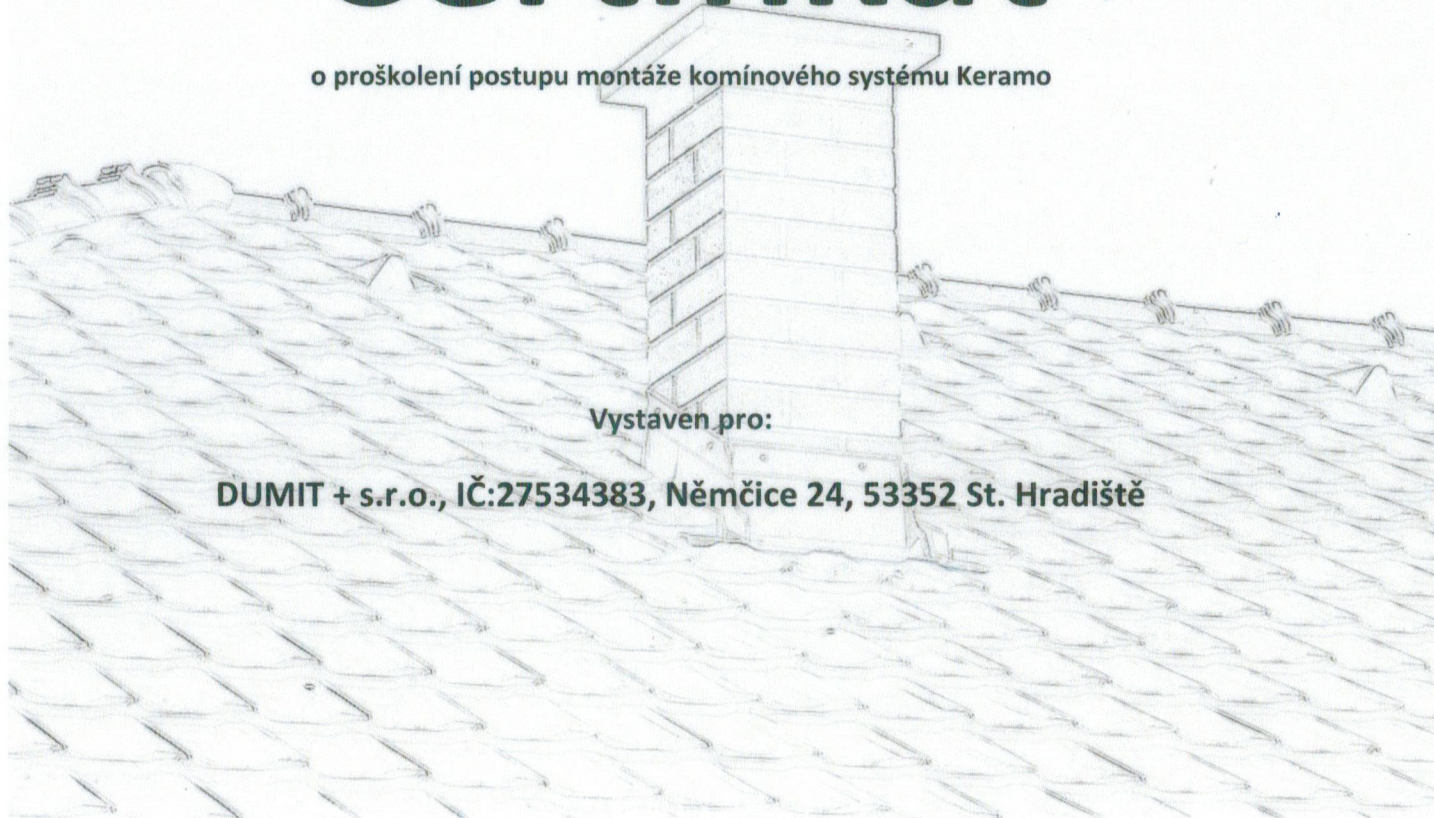 o proškolení postupu montáže komínového systému Keramo
Vystaven pro:
DUMIT + s.r.o., IČ:27534383, Němčice 24, 53352 St. Hradiště